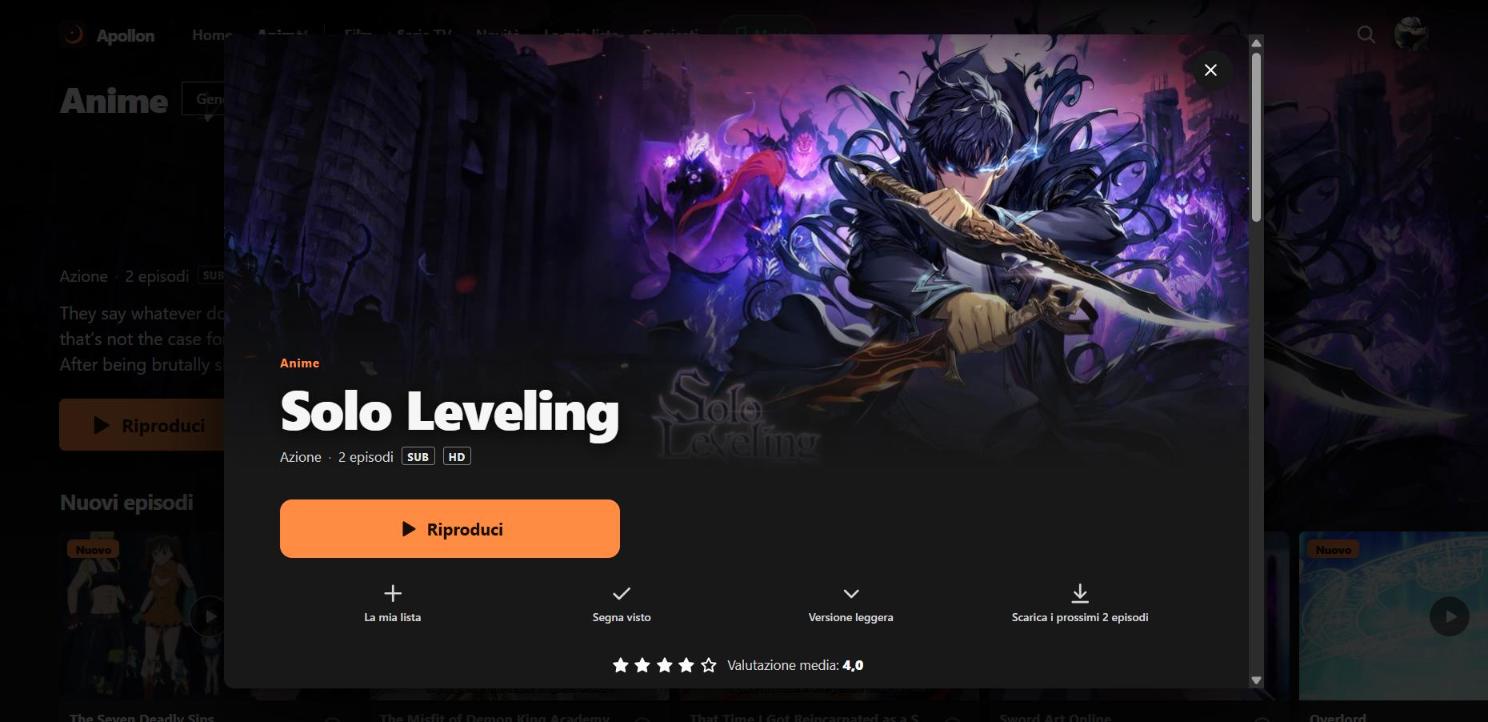 Apollon
Home
Anime
Gen
Azione · 2 episodi SUB
They say whatever do
that's not the case fo
After being brutally s
Riproduci
Nuovi episodi
Nuovo
Anime
Solo Leveling
Solo
Leveling
Azione · 2 episodi SUB HD
Riproduci
La mia lista
Segna visto
Versione leggera
Scarica i prossimi 2 episodi
Valutazione media: 4,0
Nuovo
The Seven Deadly Sins
The Misfit of Demon King Academy
That Time I Got Reincarnated as a S
Sword Art Online
Overlord